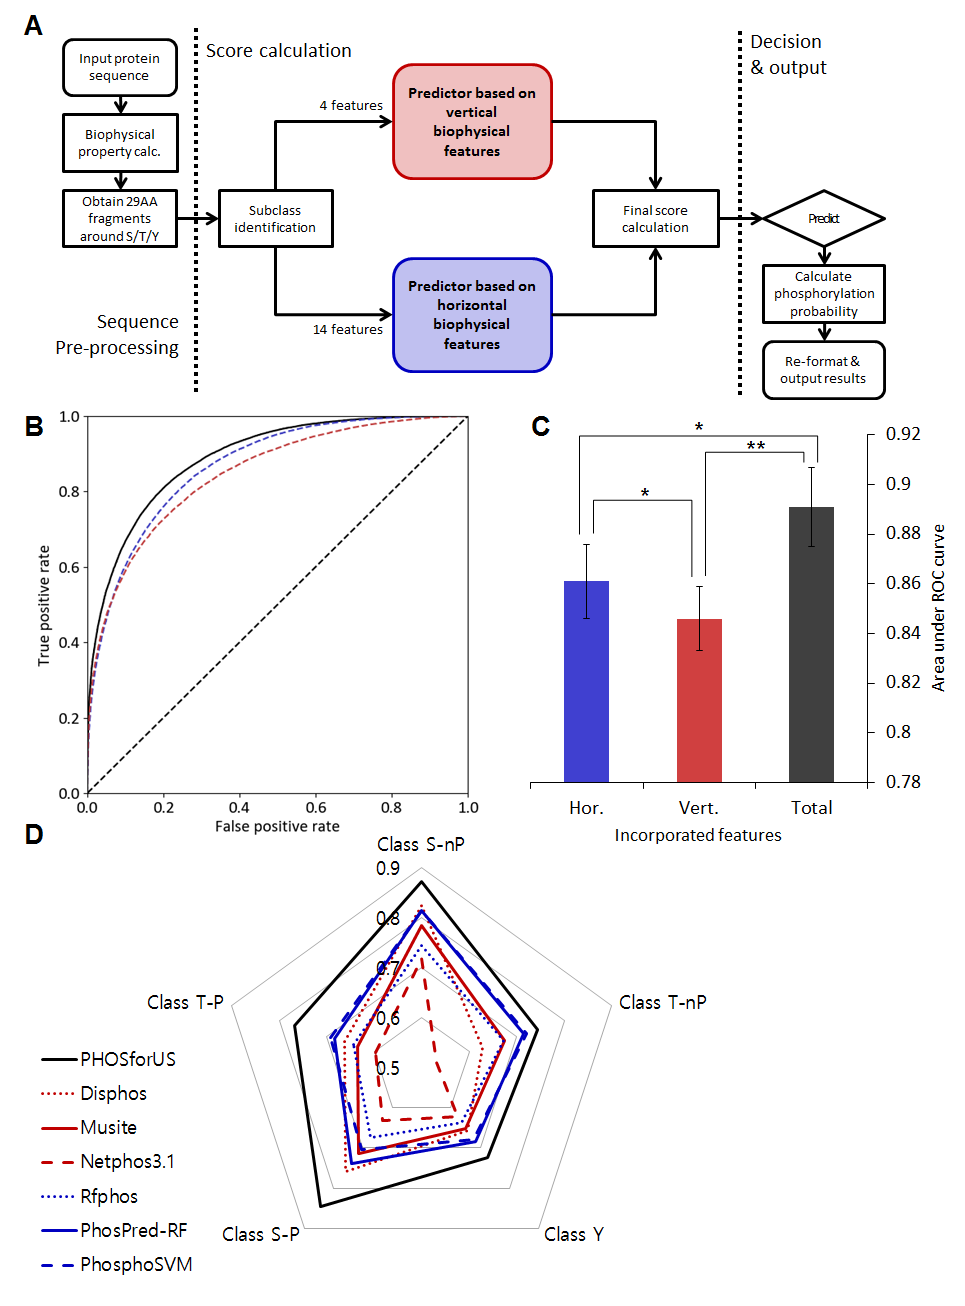 A
Input protein
sequence
Biophysical
property calc.
Obtain 29AA
fragments
around S/T/Y
Sequence
Pre-processing
Score calculation
Subclass
identification
4 features
14 features
Predictor based on
vertical
biophysical
features
Predictor based on
horizontal
biophysical
features
Final score
calculation
Decision
& output
Predict
Calculate
phosphorylation
probability
Re-format &
output results
B
1.0
0.8
0.6
0.4
0.2
0.0
True positive rate
0.0
0.2
0.4
0.6
0.8
1.0
False positive rate
C
*
**
*
0.92
0.9
0.88
0.86
0.84
0.82
0.8
0.78
Area under ROC curve
Hor.
Vert.
Total
Incorporated features
D
Class S-nP
0.9
0.8
0.7
0.6
0.5
Class T-P
Class T-nP
Class S-P
Class Y
PHOSforUS
Disphos
Musite
Netphos3.1
Rfphos
PhosPred-RF
PhosphoSVM